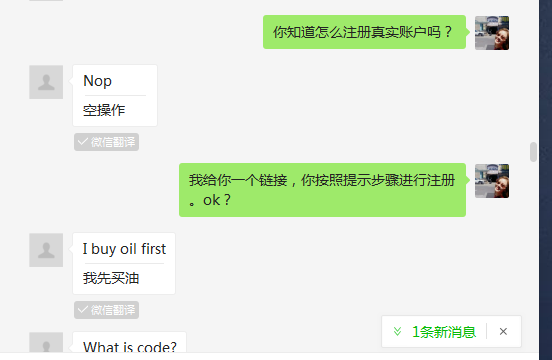 你知道怎么注册真实账户吗？
Nop
空操作
微信翻译
我给你一个链接，你按照提示步骤进行注册
。ok？
I buy oil first
我先买油
微信翻译
1条新消息
What is code?